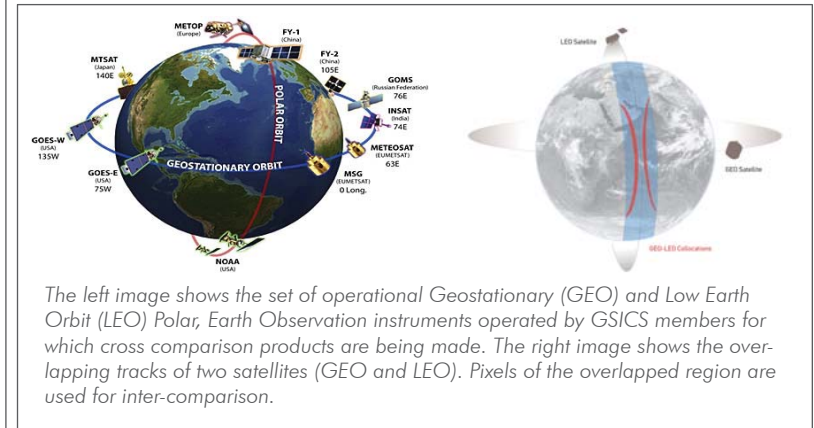 METOP
(Europe)
FY-1
(China)
MTSAT
(Japan)
140E
FY-2
(China)
105E
GOMS
(Russian Federation)
76E
INSAT
(India)
74E
METEOSAT
(EUMETSAT)
63E
MSG
(EUMETSAT)
0 Long.
GOES-W
(USA)
135W
GOES-E
(USA)
75W
NOAA
(USA)
POLAR ORBIT
GEOSTATIONARY ORBIT
LEO Satellite
GEO Satellite
GEO-LEO Collocations
The left image shows the set of operational Geostationary (GEO) and Low Earth
Orbit (LEO) Polar, Earth Observation instruments operated by GSICS members for
which cross comparison products are being made. The right image shows the over-
lapping tracks of two satellites (GEO and LEO). Pixels of the overlapped region are
used for inter-comparison.